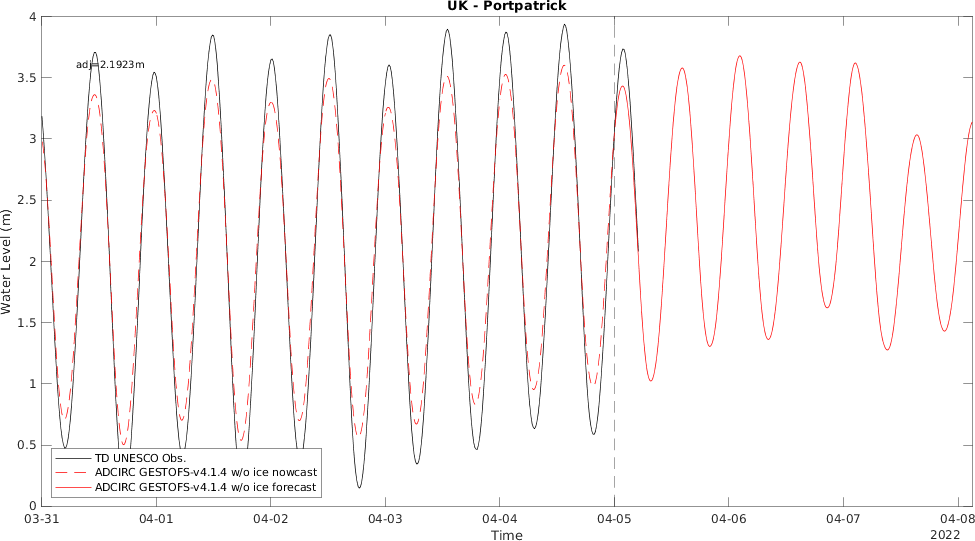 UK - Portpatrick
4
adj=2.1923m
3.5
3
2.5
2
1.5
1
0.5
0
Water Level (m)
TD UNESCO Obs.
ADCIRC GESTOFS-v4.1.4 w/o ice nowcast
ADCIRC GESTOFS-v4.1.4 w/o ice forecast
03-31 04-01 04-02 04-03 04-04 04-05 04-06 04-07 04-08
Time
2022